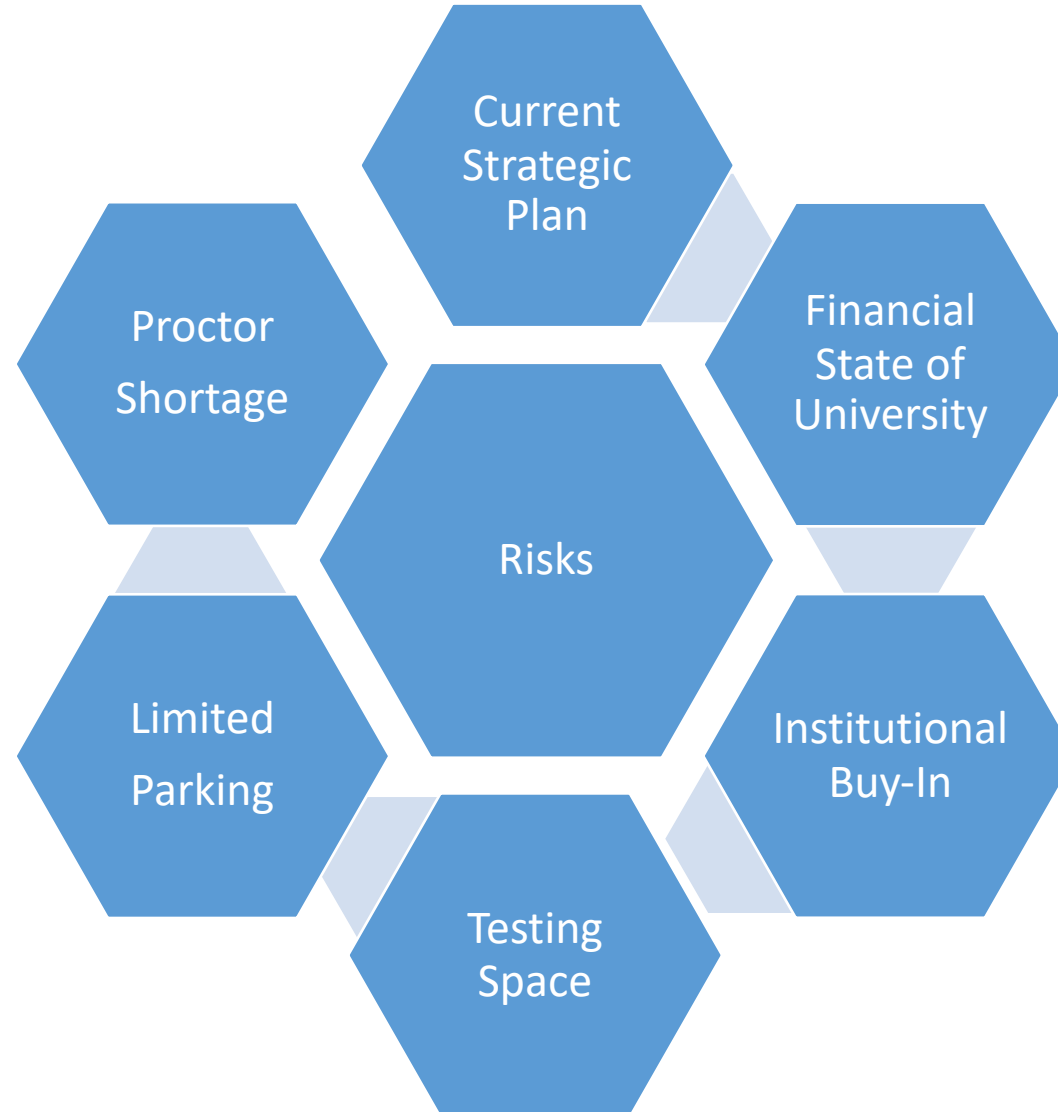 Current
Strategic
Plan
Financial
State of
University
Institutional
Buy-In
Testing
Space
Limited
Parking
Proctor
Shortage
Risks